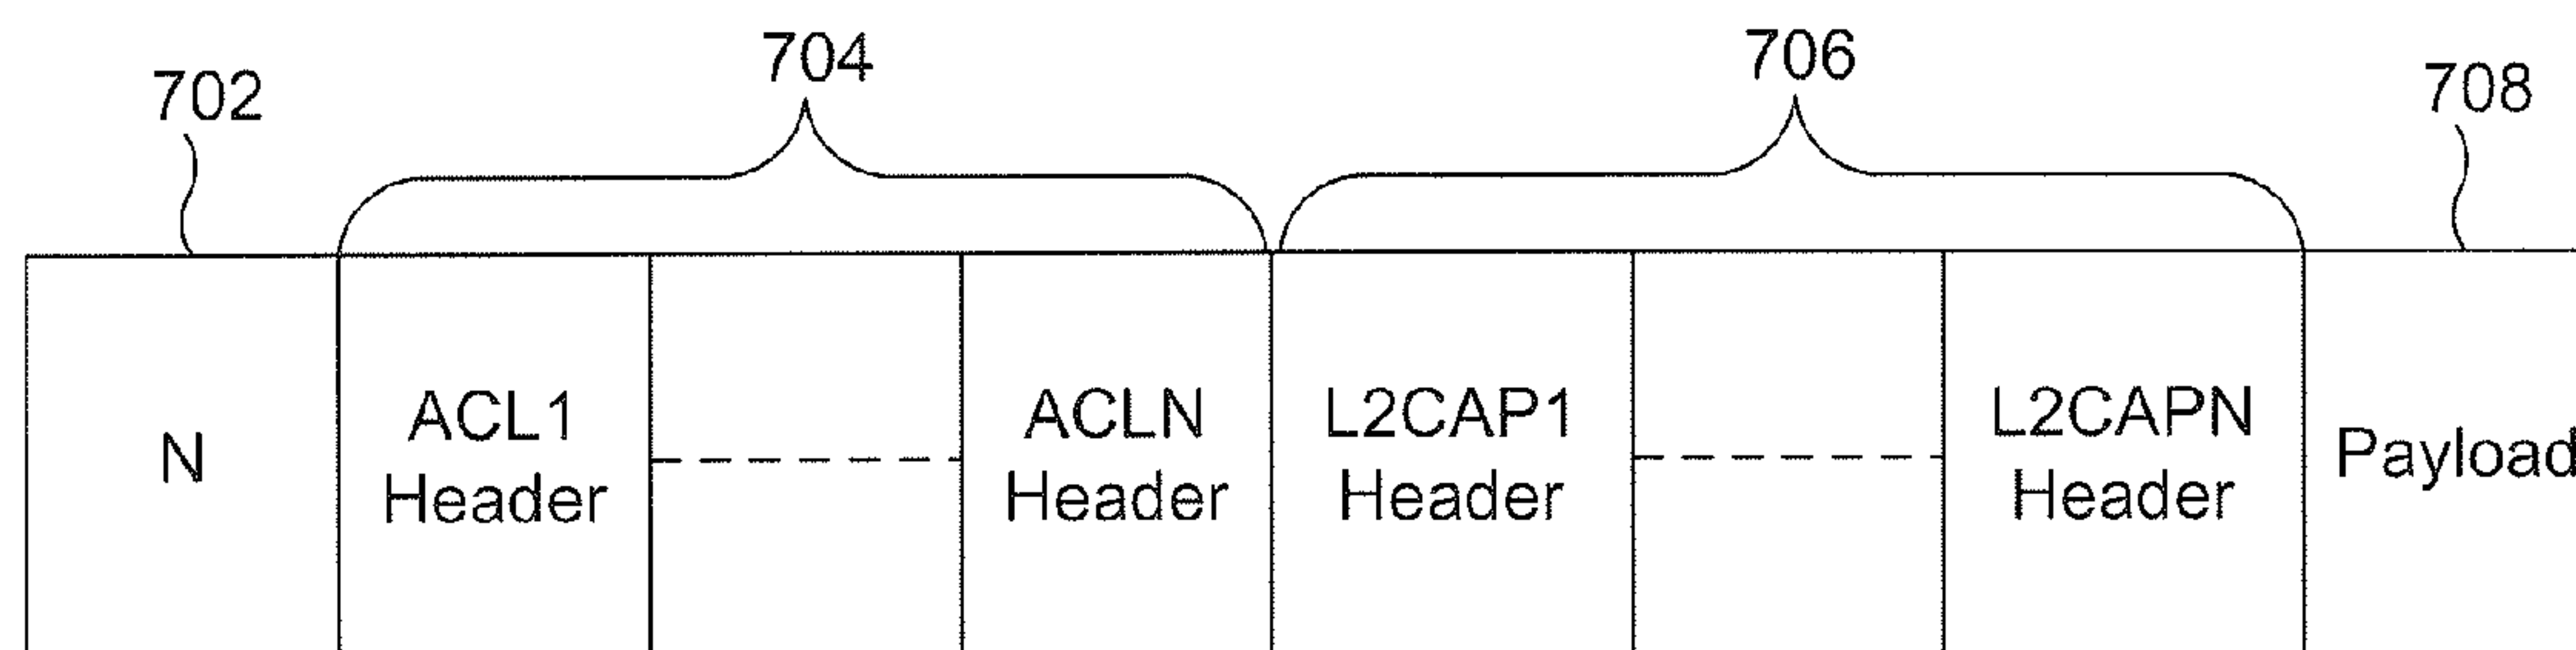 702
704
706
708
N
ACL1
Header
ACLN
Header
L2CAP1
Header
L2CAPN
Header
Payload